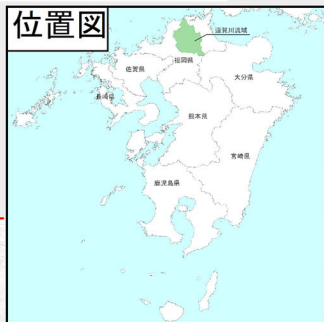 位置図
遠賀川流域
福岡県
佐賀県
大分県
長崎県
熊本県
宮崎県
鹿児島県